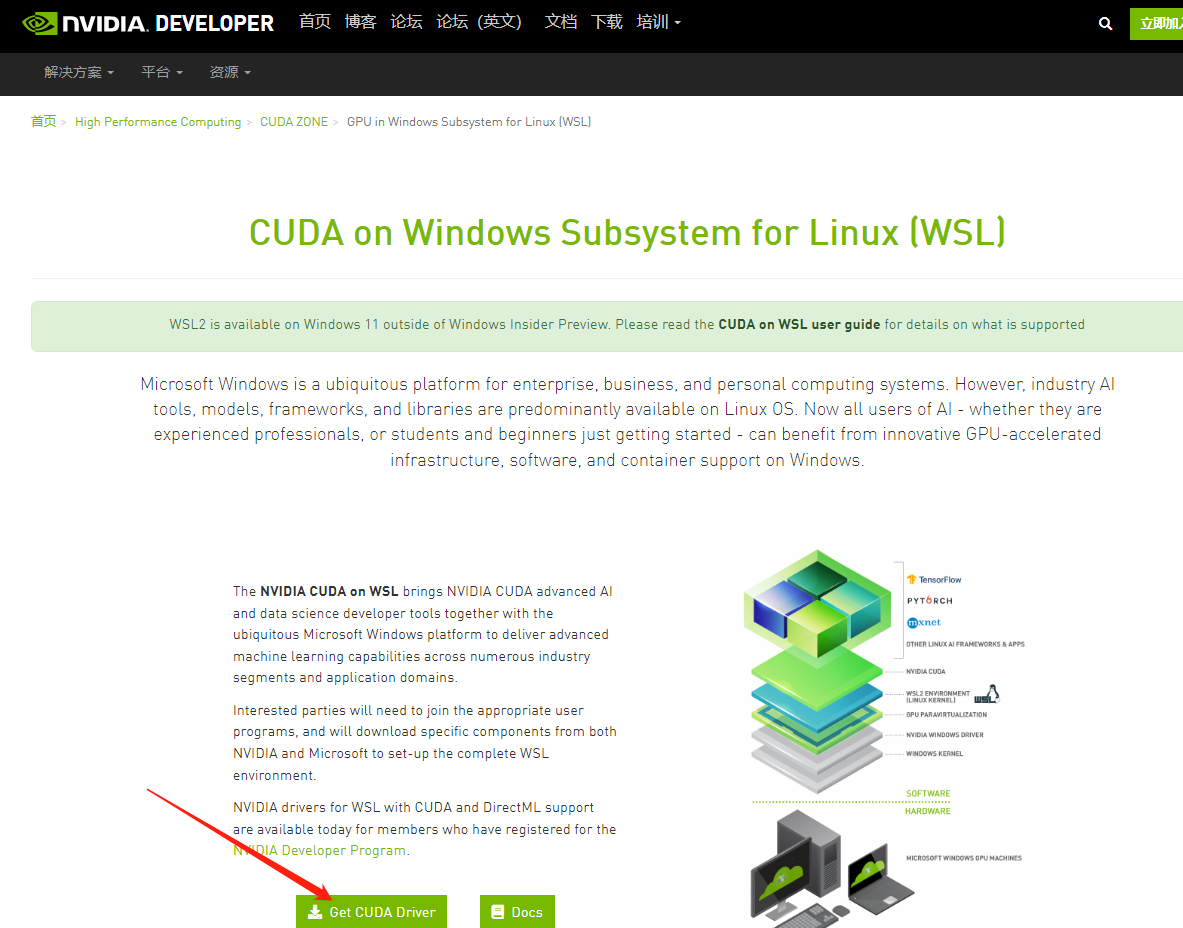 NVIDIA. DEVELOPER 首页 博客 论坛 论坛（英文） 文档 下载 培训
解决方案 平台 资源
首页 > High Performance Computing > CUDA ZONE > GPU in Windows Subsystem for Linux (WSL)
CUDA on Windows Subsystem for Linux (WSL)
WSL2 is available on Windows 11 outside of Windows Insider Preview. Please read the CUDA on WSL user guide for details on what is supported
Microsoft Windows is a ubiquitous platform for enterprise, business, and personal computing systems. However, industry AI
tools, models, frameworks, and libraries are predominantly available on Linux OS. Now all users of AI - whether they are
experienced professionals, or students and beginners just getting started - can benefit from innovative GPU-accelerated
infrastructure, software, and container support on Windows.
The NVIDIA CUDA on WSL brings NVIDIA CUDA advanced AI
and data science developer tools together with the
ubiquitous Microsoft Windows platform to deliver advanced
machine learning capabilities across numerous industry
segments and application domains.
Interested parties will need to join the appropriate user
programs, and will download specific components from both
NVIDIA and Microsoft to set-up the complete WSL
environment.
NVIDIA drivers for WSL with CUDA and DirectML support
are available today for members who have registered for the
NVIDIA Developer Program.
Get CUDA Driver Docs
TensorFlow
PYTORCH
mxnet
OTHER LINUX AI FRAMEWORKS & APPS
NVIDIA CUDA
WSL2 ENVIRONMENT
(LINUX KERNEL)
WSL
GPU PARAVIRTUALIZATION
NVIDIA WINDOWS DRIVER
WINDOWS KERNEL
SOFTWARE
HARDWARE
MICROSOFT WINDOWS GPU MACHINES